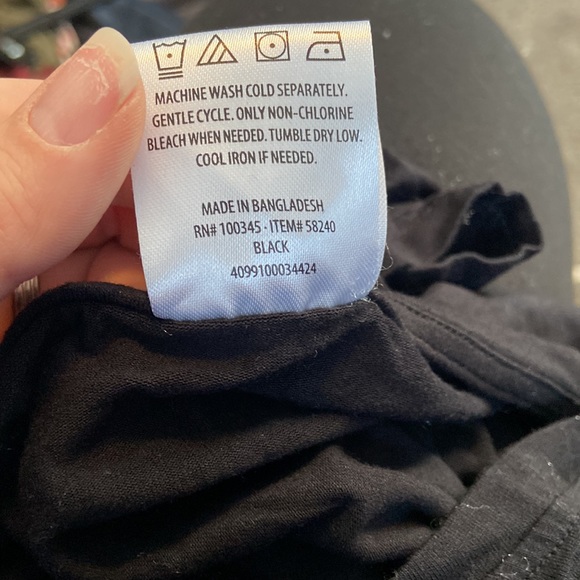 MACHINE WASH COLD SEPARATELY.
GENTLE CYCLE. ONLY NON-CHLORINE
BLEACH WHEN NEEDED. TUMBLE DRY LOW.
COOL IRON IF NEEDED.
MADE IN BANGLADESH
RN# 100345 · ITEM# 58240
BLACK
4099100034424